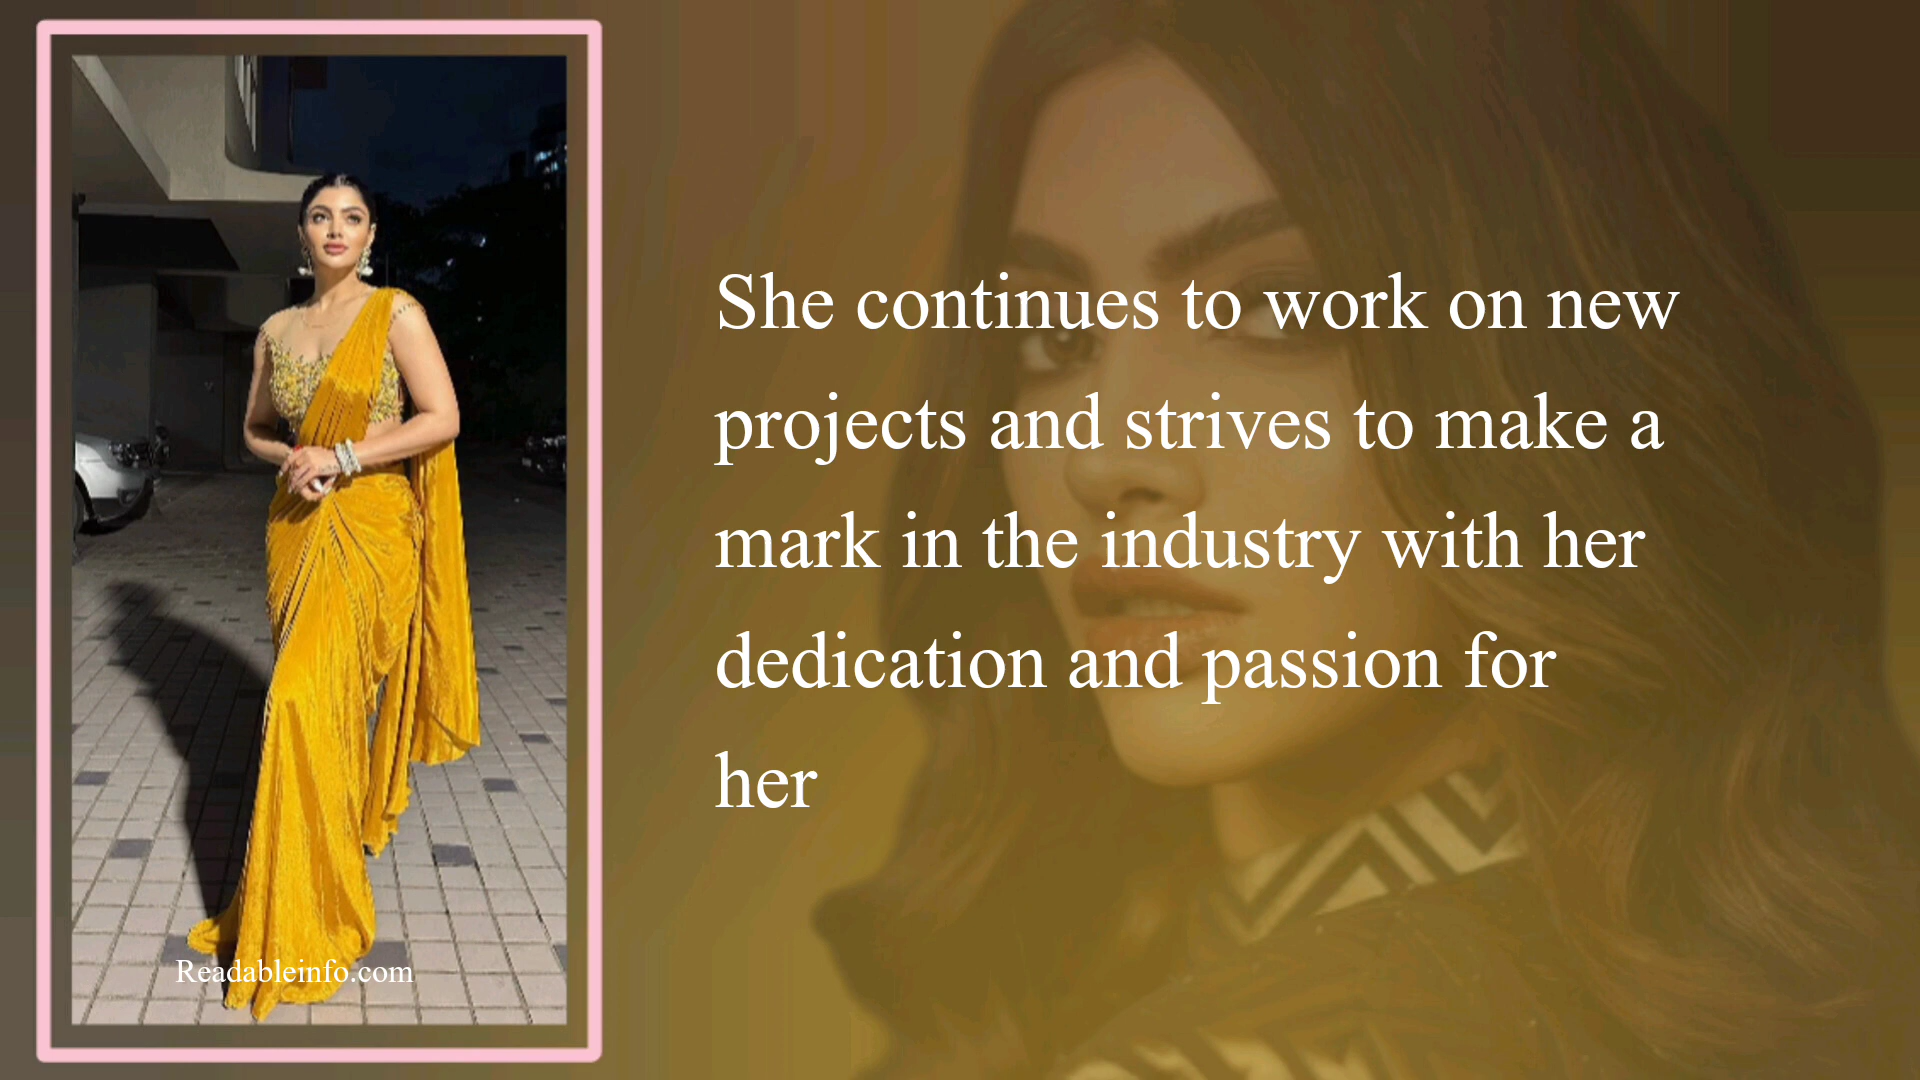 She continues to work on new
projects and strives to make a
mark in the industry with her
dedication and passion for
her
Readableinfo.com